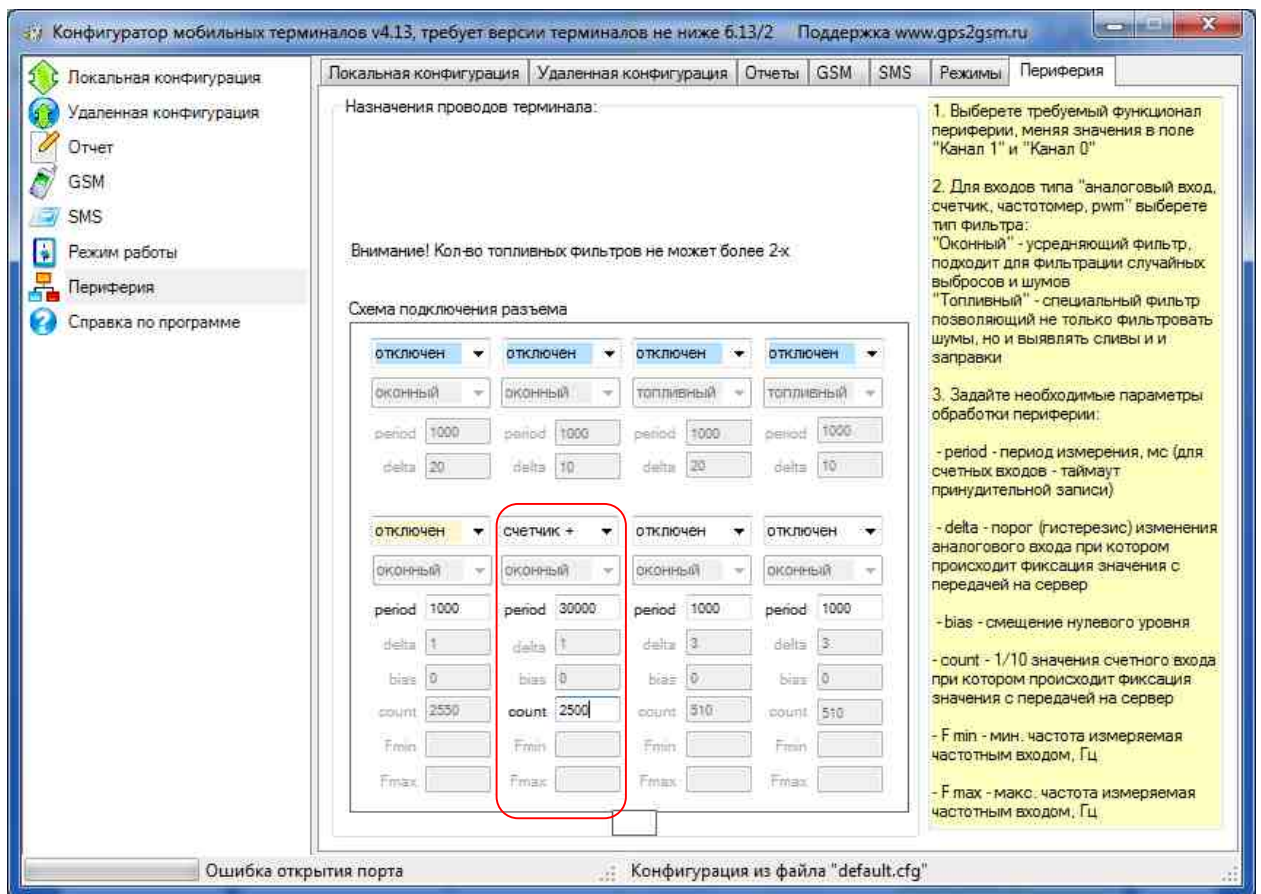 Конфигуратор мобильных терминалов v4.13, требует версии терминалов не ниже 6.13/2 Поддержка www.gps2gsm.ru
Локальная конфигурация
Удаленная конфигурация
Отчет
GSM
SMS
Режим работы
Периферия
Справка по программе
Локальная конфигурация Удаленная конфигурация Отчеты GSM SMS Режимы Периферия
Назначения проводов терминала:
Внимание! Кол-во топливных фильтров не может более 2-х
Схема подключения разъема
отключен отключен отключен отключен
оконный оконный топливный топливный
period 1000 period 1000 period 1000 period 1000
delta 20 delta 10 delta 20 delta 10
отключен счетчик + отключен отключен
оконный оконный оконный оконный
period 1000 period 30000 period 1000 period 1000
delta 1 delta 1 delta 3 delta 3
bias 0 bias 0 bias 0 bias 0
count 2550 count 2500 count 510 count 510
Fmin Fmin Fmin Fmin
Fmax Fmax Fmax Fmax
1. Выберете требуемый функционал
периферии, меняя значения в поле
"Канал 1" и "Канал 0"
2. Для входов типа "аналоговый вход,
счетчик, частотомер, pwm" выберете
тип фильтра:
"Оконный" - усредняющий фильтр,
подходит для фильтрации случайных
выбросов и шумов
"Топливный" - специальный фильтр
позволяющий не только фильтровать
шумы, но и выявлять сливы и и
заправки
3. Задайте необходимые параметры
обработки периферии:
- period - период измерения, мс (для
счетных входов - таймаут
принудительной записи)
- delta - порог (гистерезис) изменения
аналогового входа при котором
происходит фиксация значения с
передачей на сервер
- bias - смещение нулевого уровня
- count - 1/10 значения счетного входа
при котором происходит фиксация
значения с передачей на сервер
- F min - мин. частота измеряемая
частотным входом, Гц
- F max - макс. частота измеряемая
частотным входом, Гц
Ошибка открытия порта Конфигурация из файла "default.cfg"